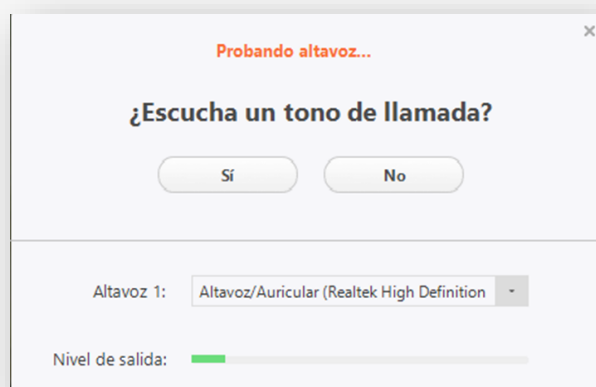 Probando altavoz...
¿Escucha un tono de llamada?
Sí No
Altavoz 1: Altavoz/Auricular (Realtek High Definition
Nivel de salida: